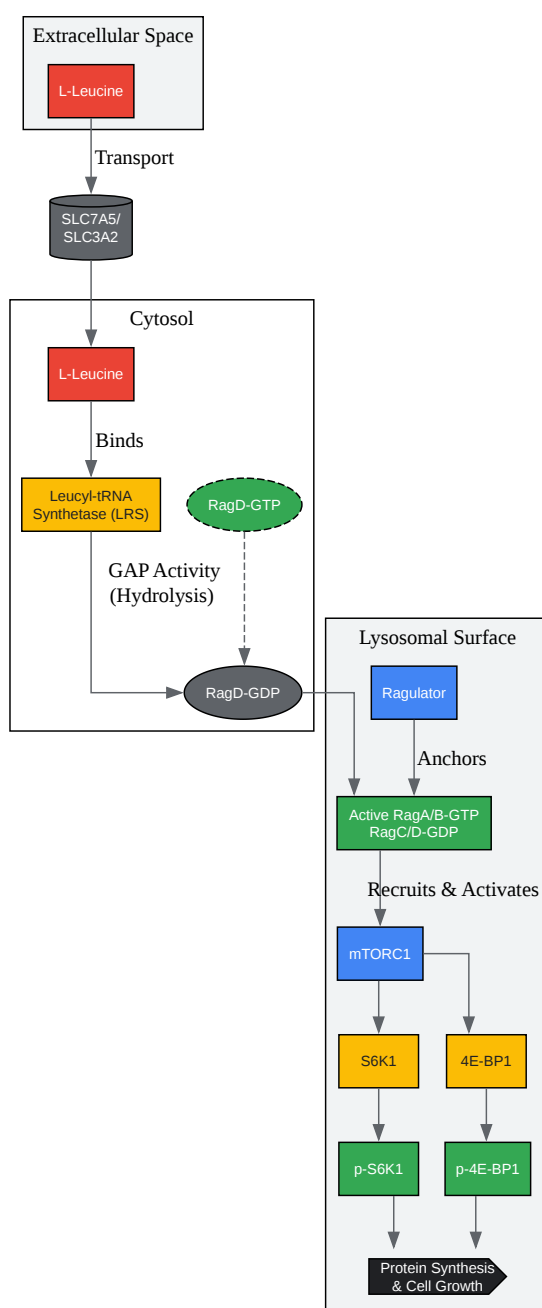 Extracellular Space
L-Leucine
Transport
SLC7A5/
SLC3A2
Cytosol
L-Leucine
Binds
Leucyl-tRNA
Synthetase (LRS)
RagD-GTP
GAP Activity
(Hydrolysis)
RagD-GDP
Lysosomal Surface
Ragulator
Anchors
Active RagA/B-GTP
RagC/D-GDP
Recruits & Activates
mTORC1
S6K1
4E-BP1
p-S6K1
p-4E-BP1
Protein Synthesis
& Cell Growth